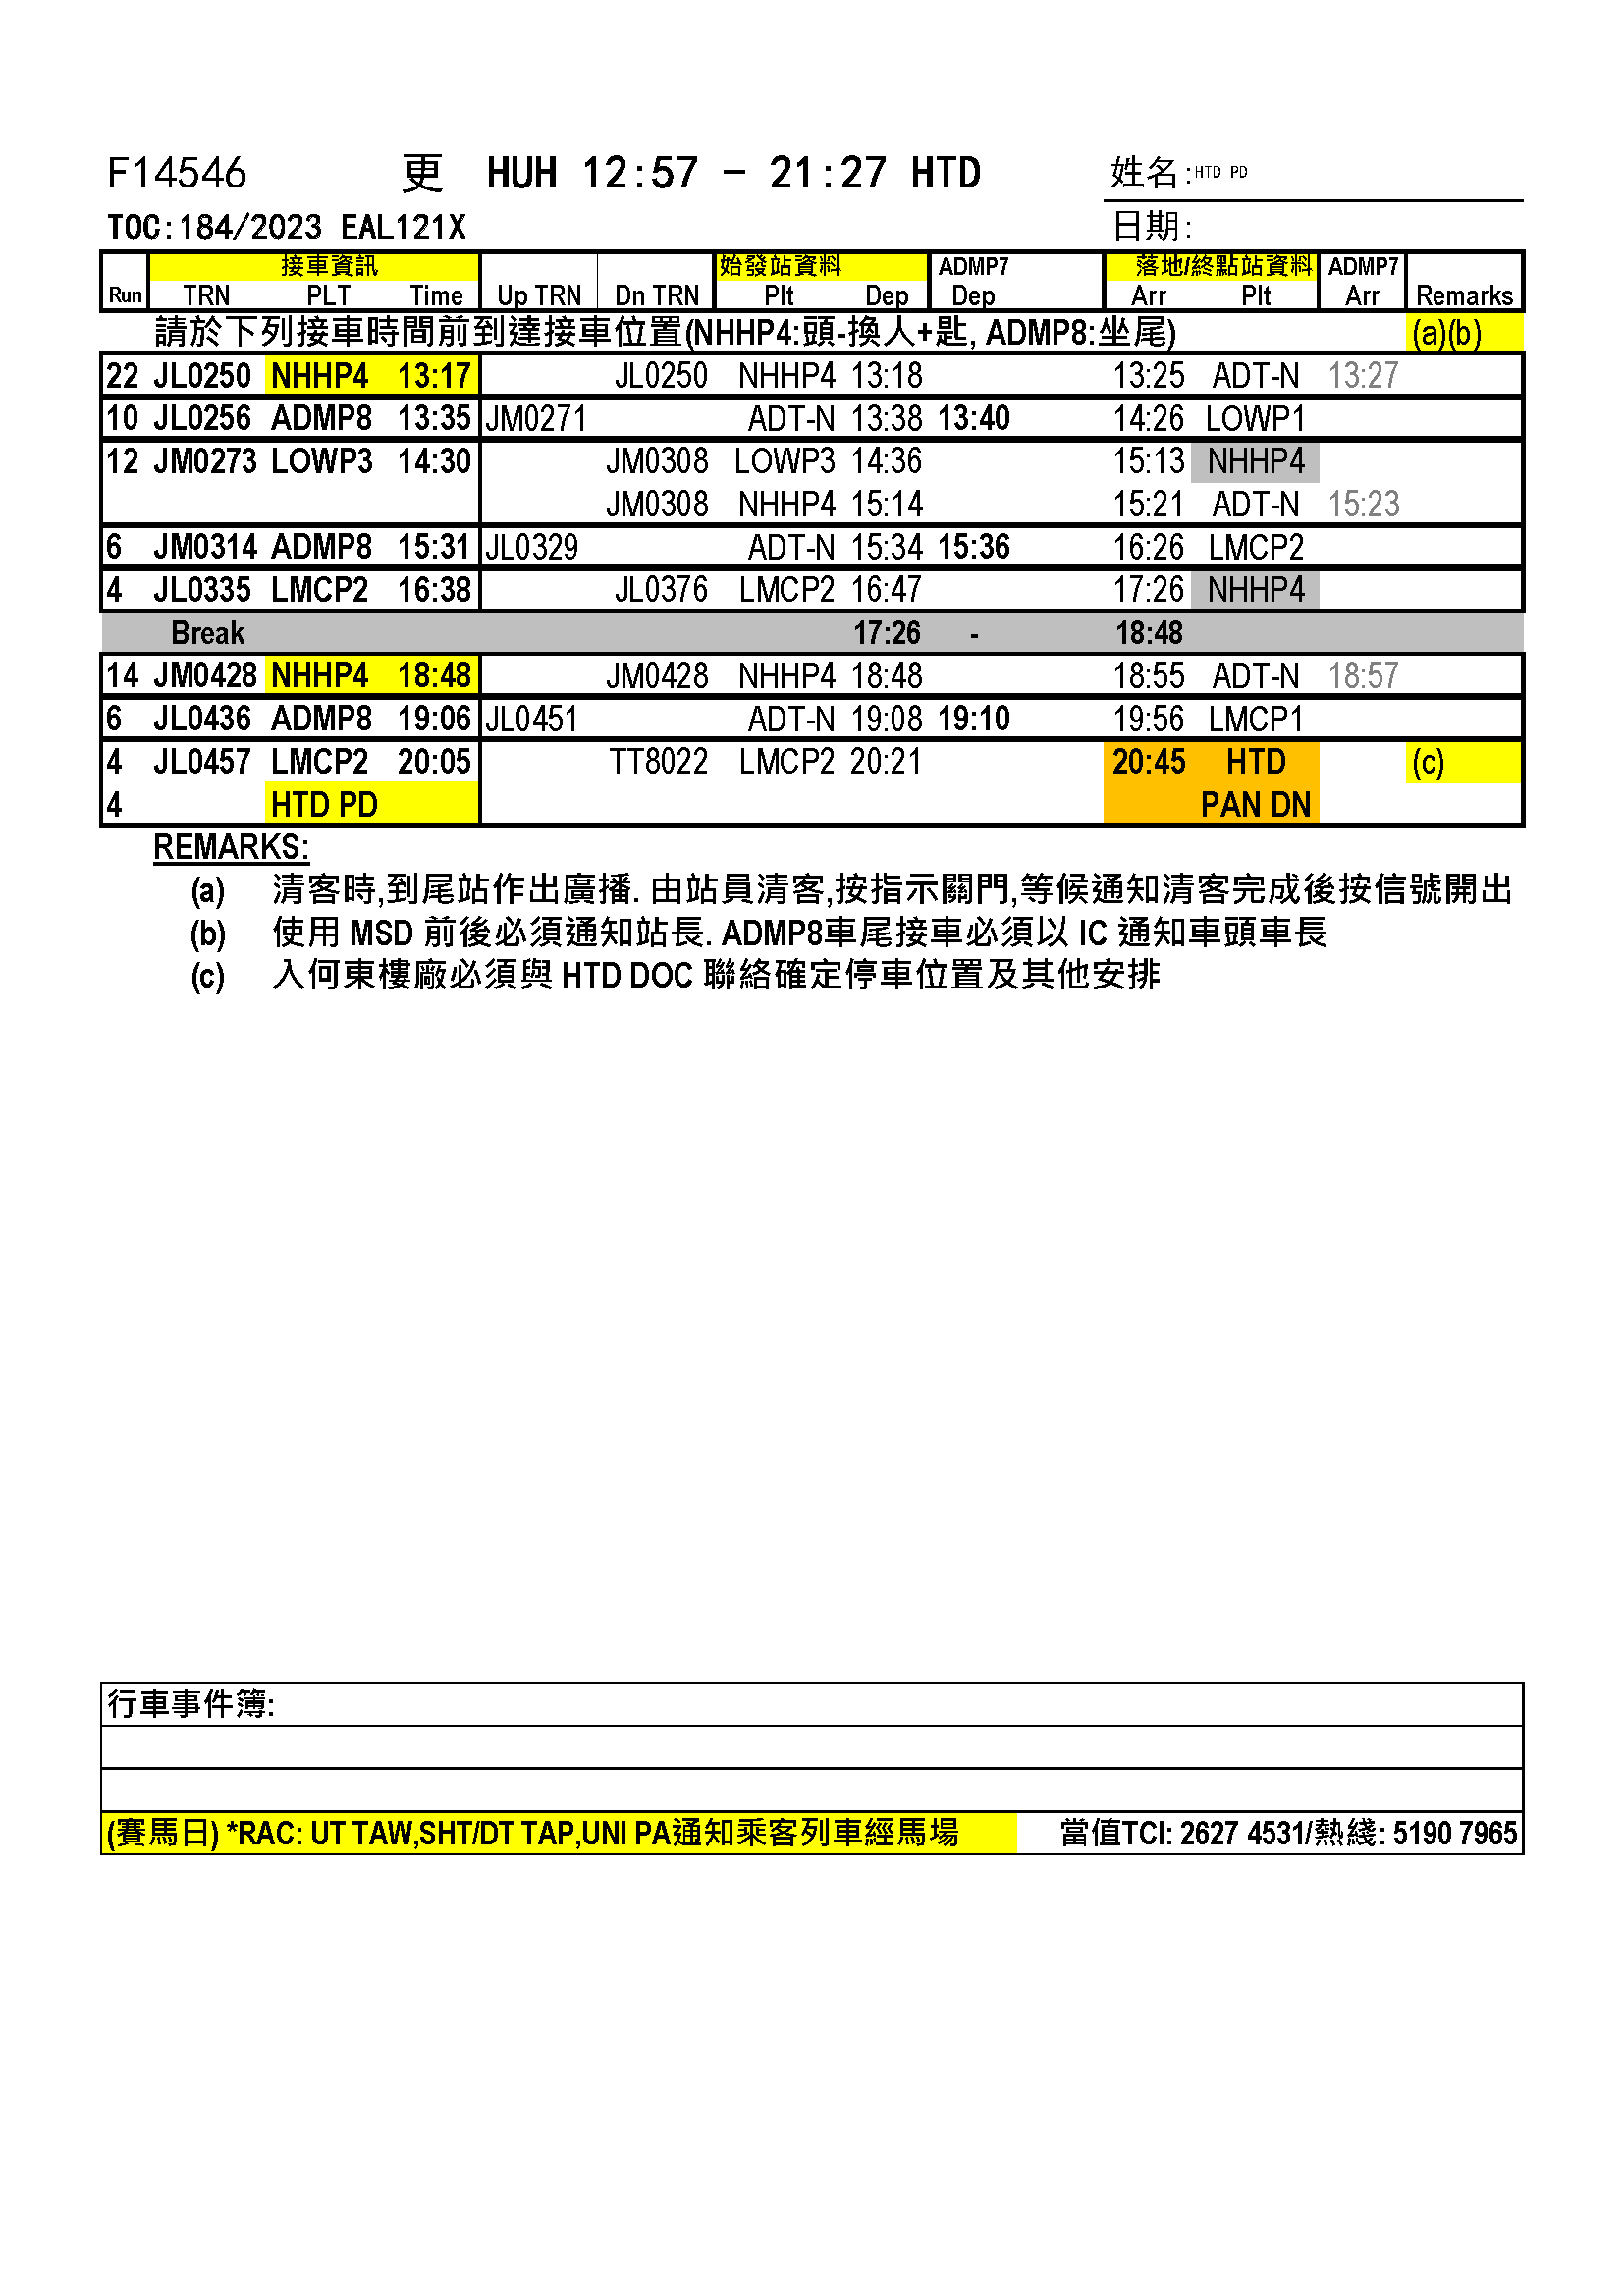 F14546 更 HUH 12:57 - 21:27 HTD 姓名:HTD PD
TOC:184/2023 EAL121X 日期:
接車資訊 始發站資料 ADMP7 落地/終點站資料 ADMP7
Run TRN PLT Time Up TRN Dn TRN Plt Dep Dep Arr Plt Arr Remarks
請於下列接車時間前到達接車位置(NHHP4:頭-換人+匙, ADMP8:坐尾) (a)(b)
22 JL0250 NHHP4 13:17 JL0250 NHHP4 13:18 13:25 ADT-N 13:27
10 JL0256 ADMP8 13:35 JM0271 ADT-N 13:38 13:40 14:26 LOWP1
12 JM0273 LOWP3 14:30 JM0308 LOWP3 14:36 15:13 NHHP4
JM0308 NHHP4 15:14 15:21 ADT-N 15:23
6 JM0314 ADMP8 15:31 JL0329 ADT-N 15:34 15:36 16:26 LMCP2
4 JL0335 LMCP2 16:38 JL0376 LMCP2 16:47 17:26 NHHP4
Break 17:26 - 18:48
14 JM0428 NHHP4 18:48 JM0428 NHHP4 18:48 18:55 ADT-N 18:57
6 JL0436 ADMP8 19:06 JL0451 ADT-N 19:08 19:10 19:56 LMCP1
4 JL0457 LMCP2 20:05 TT8022 LMCP2 20:21 20:45 HTD (c)
4 HTD PD PAN DN
REMARKS:
(a) 清客時,到尾站作出廣播. 由站員清客,按指示關門,等候通知清客完成後按信號開出
(b) 使用 MSD 前後必須通知站長. ADMP8車尾接車必須以 IC 通知車頭車長
(c) 入何東樓廠必須與 HTD DOC 聯絡確定停車位置及其他安排
行車事件簿:
(賽馬日) *RAC: UT TAW,SHT/DT TAP,UNI PA通知乘客列車經馬場 當值TCI: 2627 4531/熱綫: 5190 7965